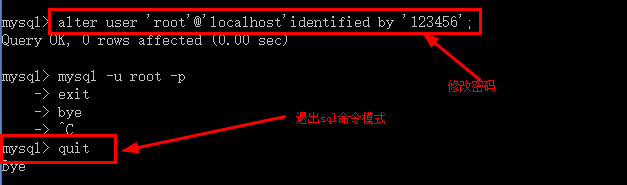 mysql> alter user 'root'@'localhost'identified by '123456';
Query OK, 0 rows affected (0.00 sec)
mysql> mysql -u root -p
修改密码
-> exit
-> bye
退出sql命令模式
-> ^C
mysql> quit
Bye